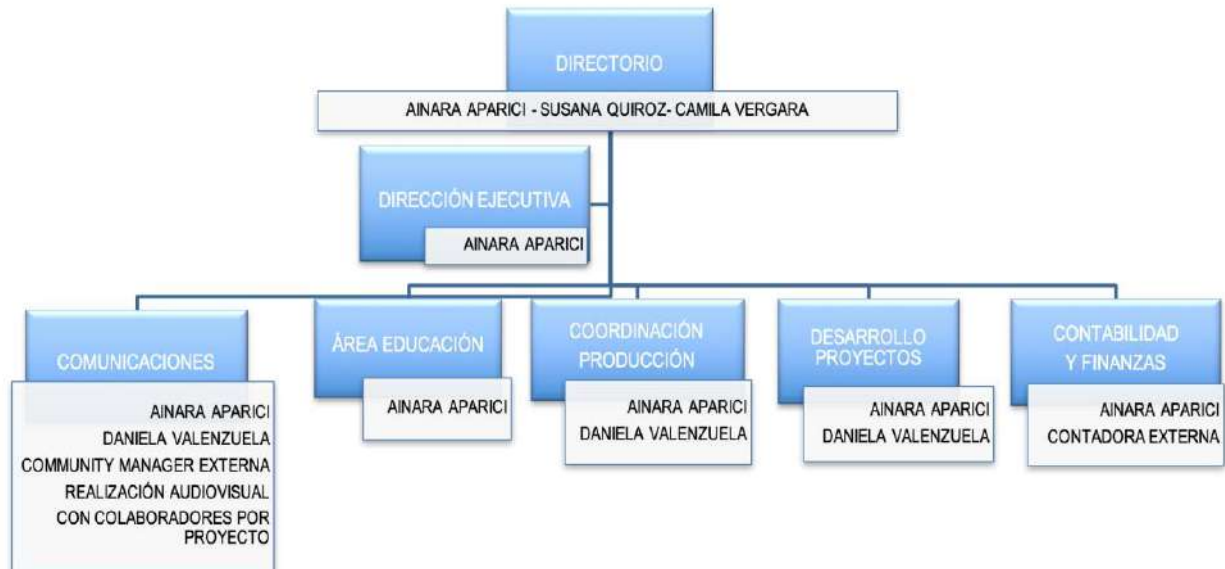 DIRECTORIO
AINARA APARICI - SUSANA QUIROZ- CAMILA VERGARA
DIRECCIÓN EJECUTIVA
AINARA APARICI
COMUNICACIONES
AINARA APARICI
DANIELA VALENZUELA
COMMUNITY MANAGER EXTERNA
REALIZACIÓN AUDIOVISUAL
CON COLABORADORES POR
PROYECTO
ÁREA EDUCACIÓN
AINARA APARICI
COORDINACIÓN
PRODUCCIÓN
AINARA APARICI
DANIELA VALENZUELA
DESARROLLO
PROYECTOS
AINARA APARICI
DANIELA VALENZUELA
CONTABILIDAD
Y FINANZAS
AINARA APARICI
CONTADORA EXTERNA